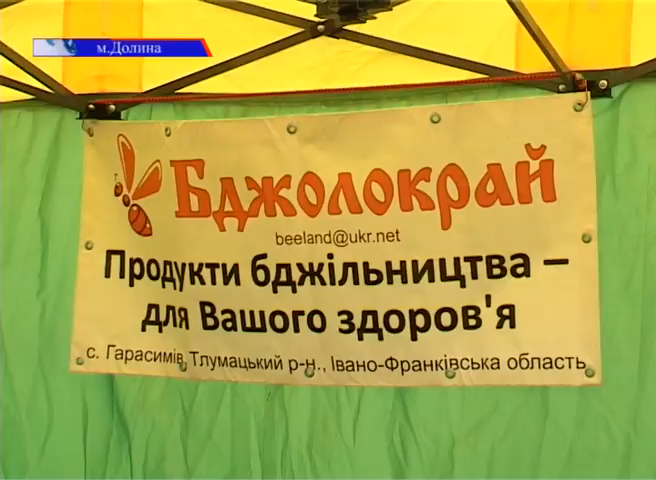 м.Долина
Бджолокрай
beeland@ukr.net
Продукти бджільництва –
для Вашого здоров'я
с. Гарасимів, Тлумацький р-н., Івано-Франківська область